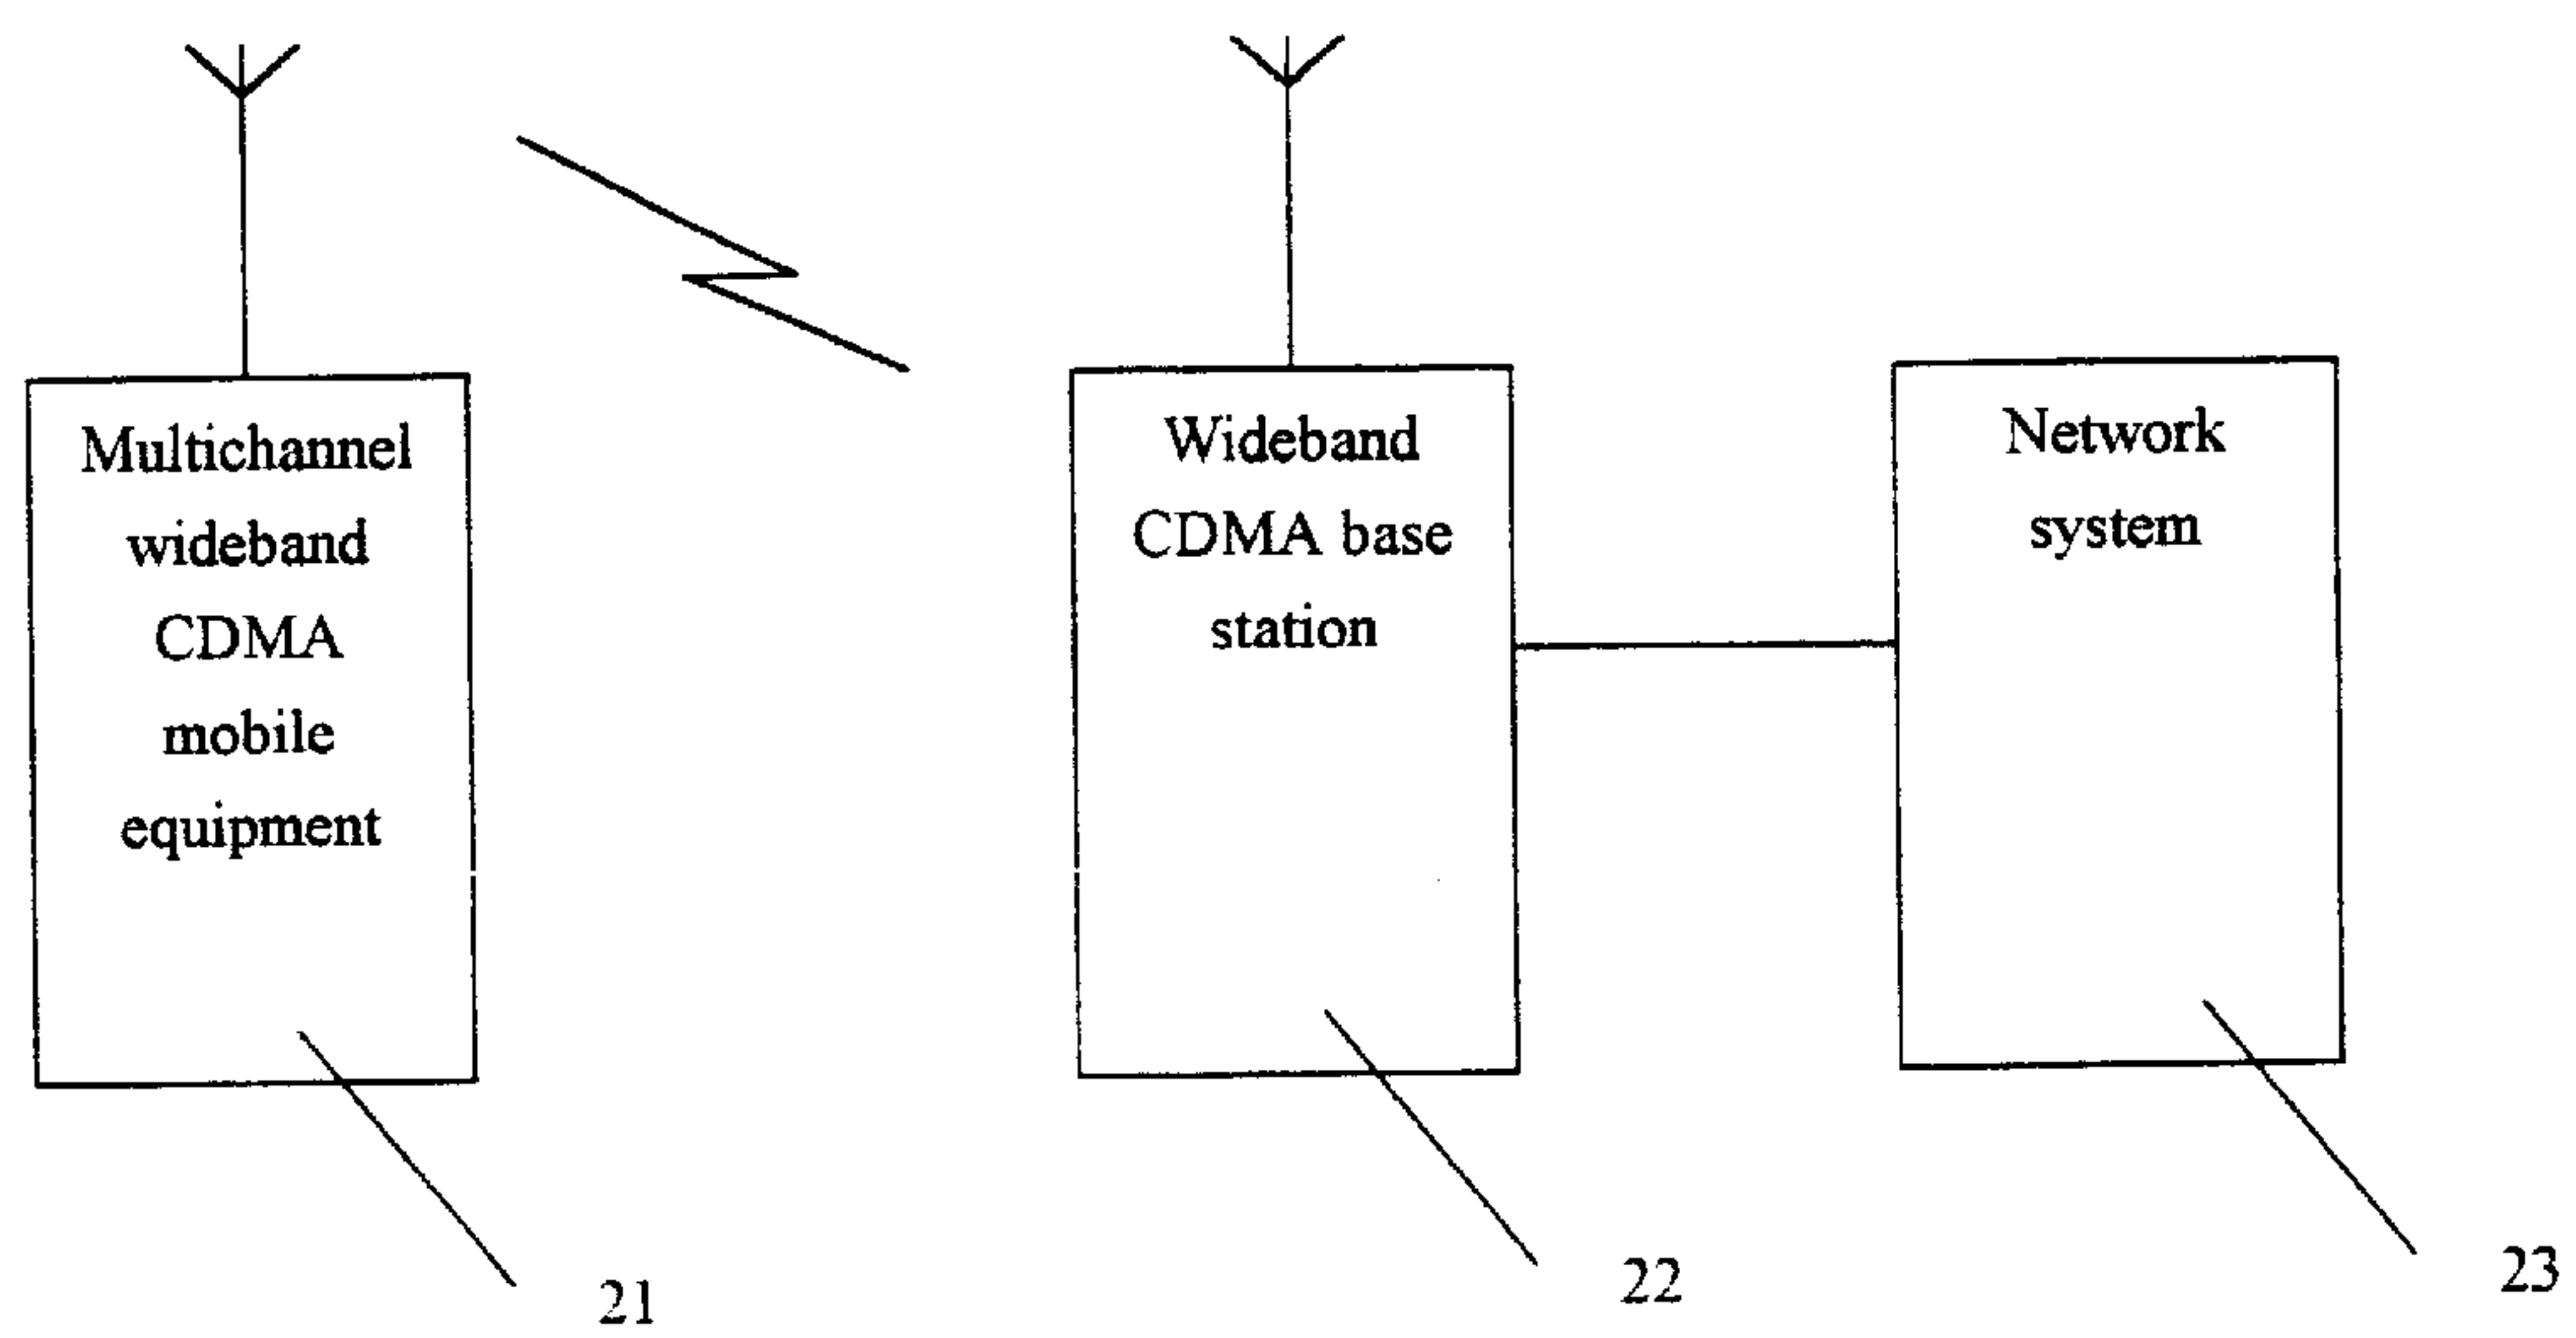 Multichannel
wideband
CDMA
mobile
equipment
Wideband
CDMA base
station
Network
system
21
22
23